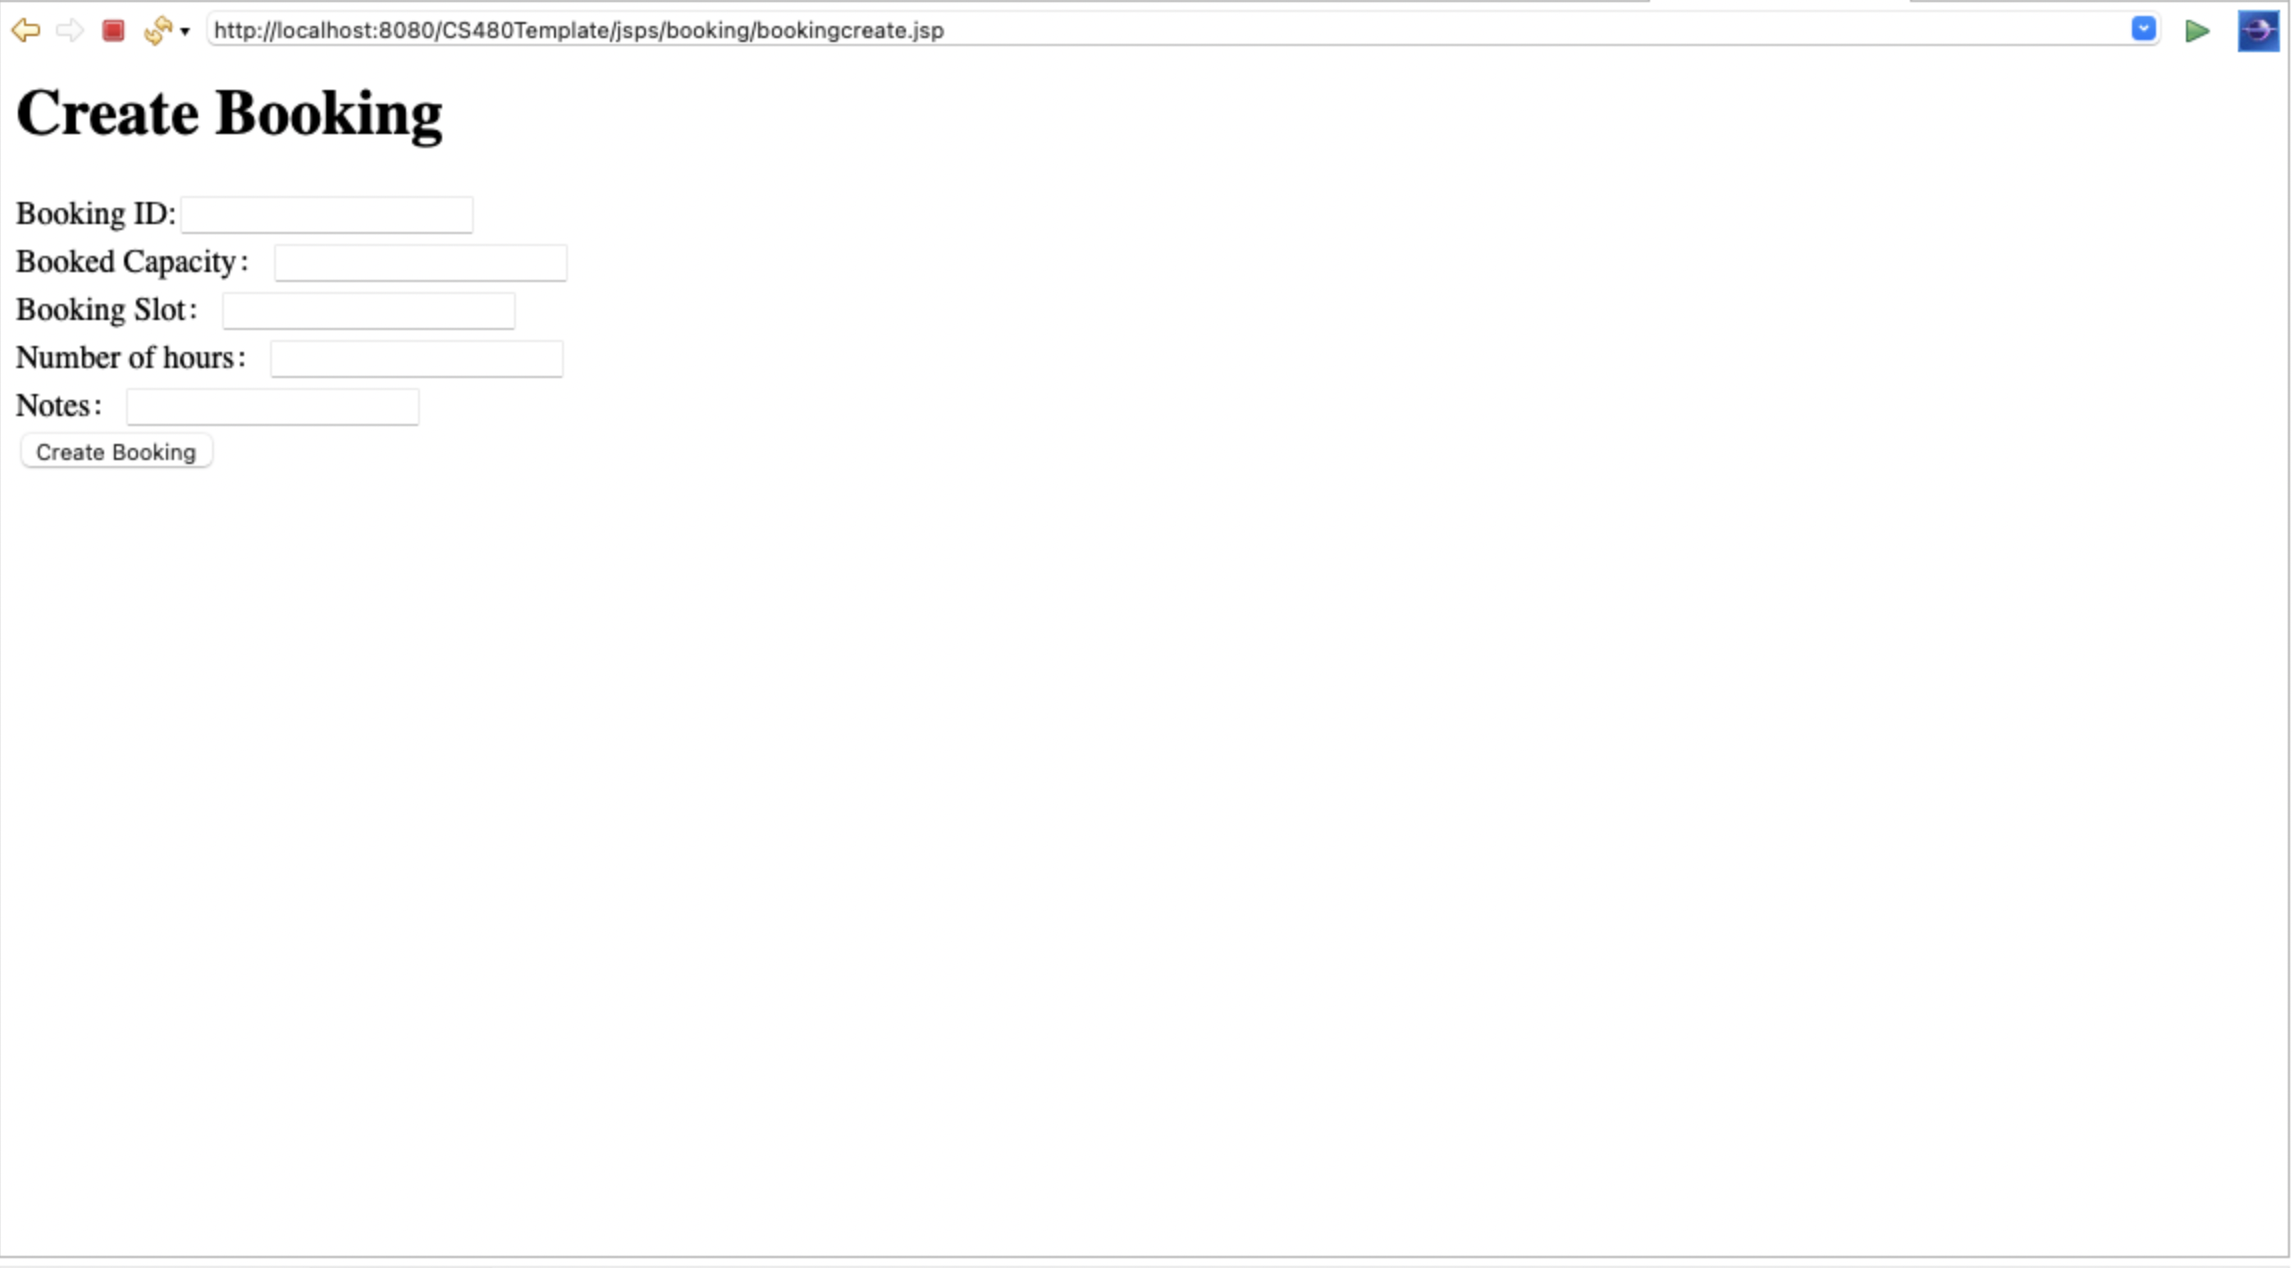 http://localhost:8080/CS480Template/jsps/booking/bookingcreate.jsp
Create Booking
Booking ID:
Booked Capacity:
Booking Slot:
Number of hours:
Notes:
Create Booking